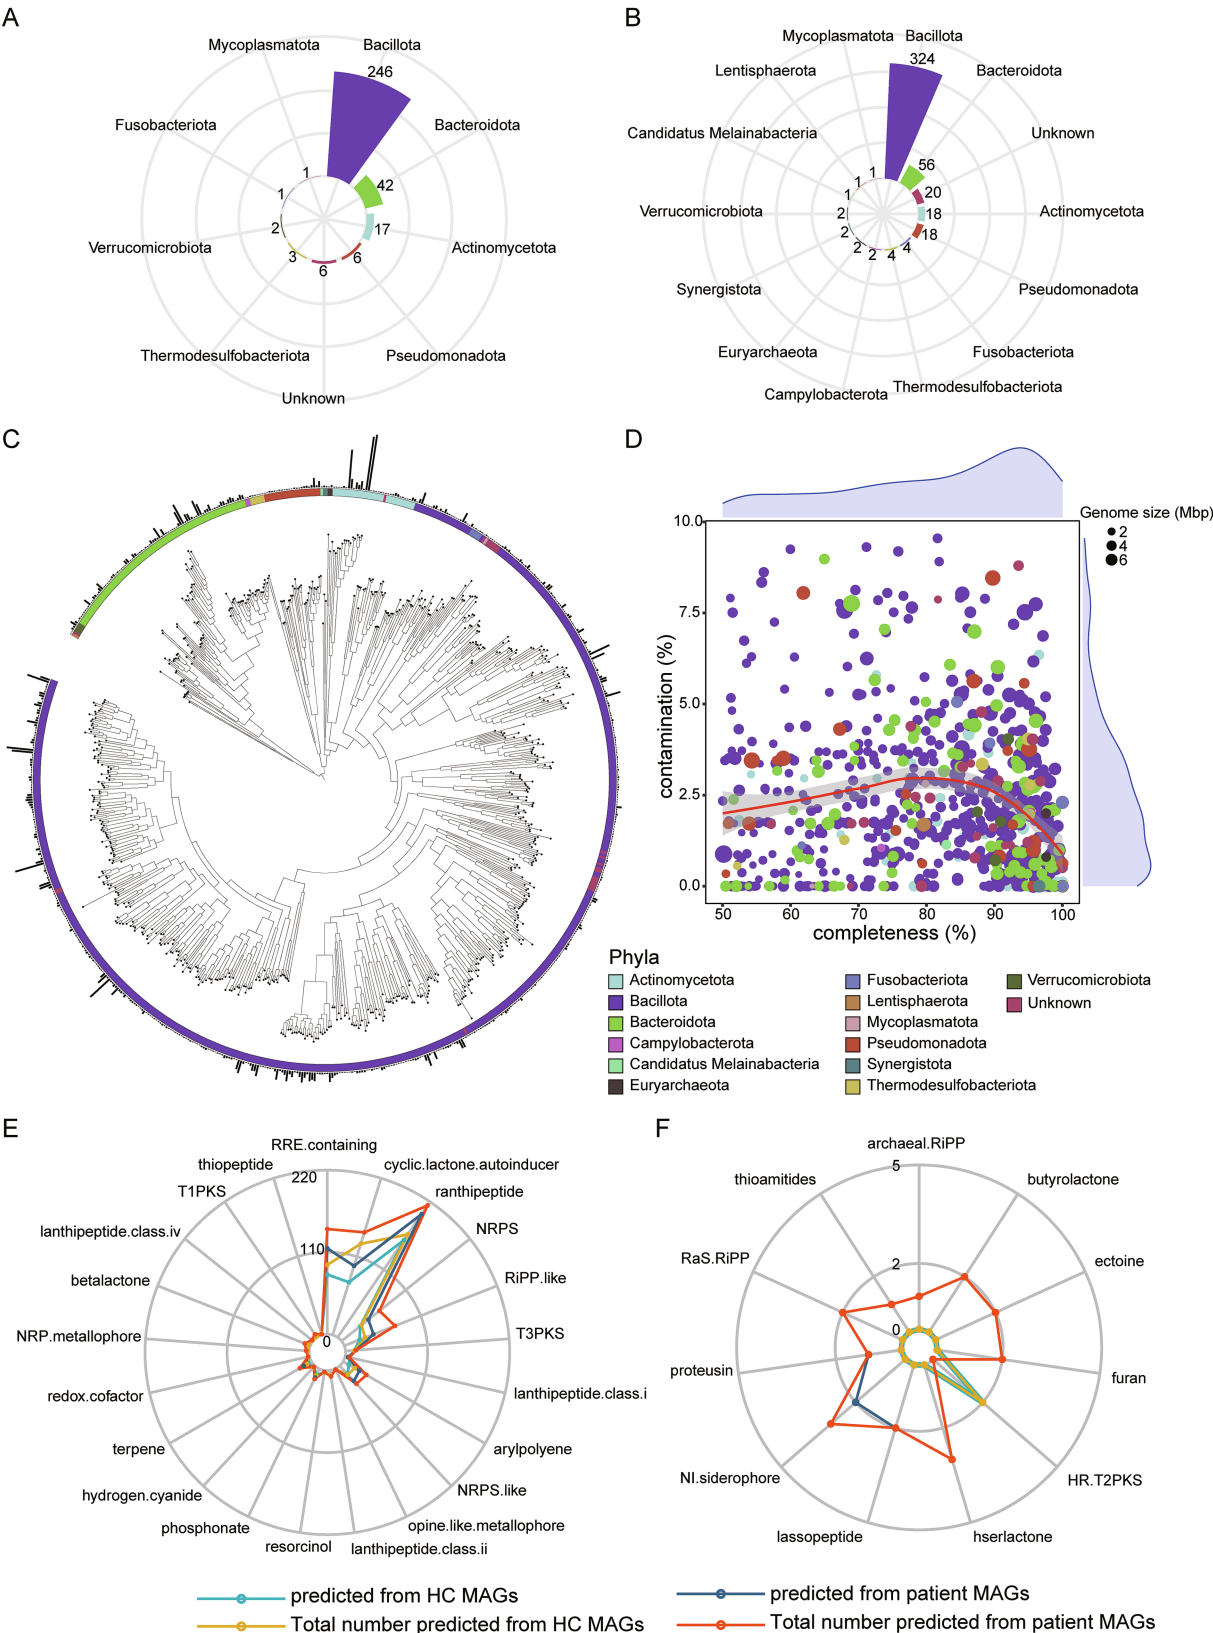 A
Mycoplasmatota
Bacillota
246
Fusobacteriota
Bacteroidota
1
1
42
17
2
Verrucomicrobiota
Actinomycetota
3
6
6
Thermodesulfobacteriota
Pseudomonadota
Unknown
B
Mycoplasmatota
Bacillota
324
Lentisphaerota
Bacteroidota
Candidatus Melainabacteria
Unknown
1
1
1
56
20
Verrucomicrobiota
2
18
Actinomycetota
2
18
2
2
4
4
Synergistota
Pseudomonadota
Euryarchaeota
Fusobacteriota
Campylobacterota
Thermodesulfobacteriota
C
D
Genome size (Mbp)
2
4
6
10.0
7.5
5.0
2.5
0.0
contamination (%)
50
60
70
80
90
100
completeness (%)
Phyla
Actinomycetota
Bacillota
Bacteroidota
Campylobacterota
Candidatus Melainabacteria
Euryarchaeota
Fusobacteriota
Lentisphaerota
Mycoplasmatota
Pseudomonadota
Synergistota
Thermodesulfobacteriota
Verrucomicrobiota
Unknown
E
RRE.containing
thiopeptide
cyclic.lactone.autoinducer
220
T1PKS
ranthipeptide
lanthipeptide.class.iv
NRPS
110
betalactone
RiPP.like
NRP.metallophore
0
T3PKS
redox.cofactor
lanthipeptide.class.i
terpene
arylpolyene
hydrogen.cyanide
NRPS.like
phosphonate
opine.like.metallophore
resorcinol
lanthipeptide.class.ii
F
archaeal.RiPP
5
thioamitides
butyrolactone
RaS.RiPP
2
ectoine
0
proteusin
furan
NI.siderophore
HR.T2PKS
lassopeptide
hserlactone
predicted from HC MAGs
Total number predicted from HC MAGs
predicted from patient MAGs
Total number predicted from patient MAGs